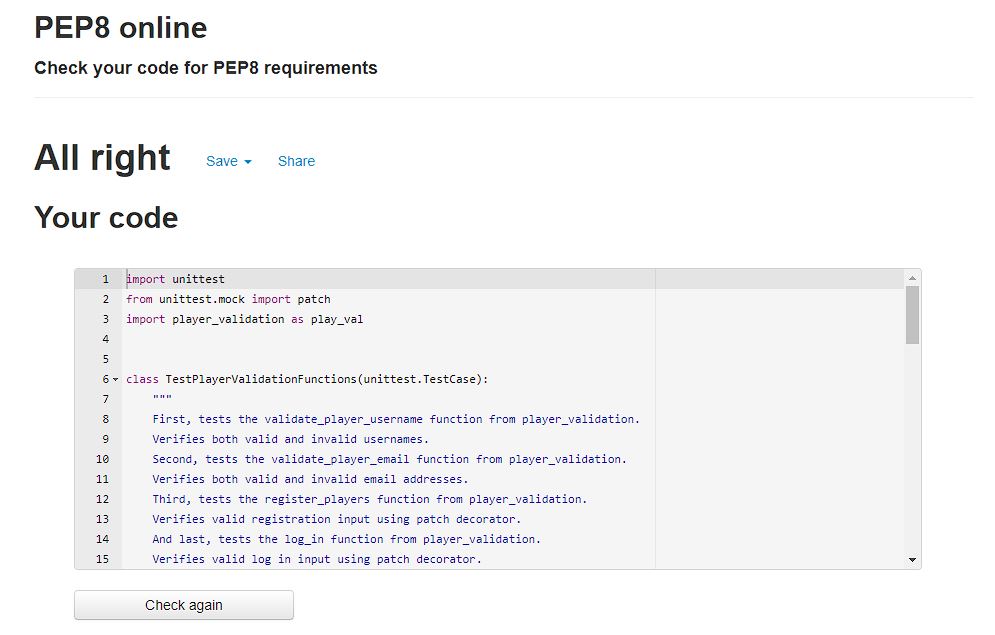 PEP8 online
Check your code for PEP8 requirements
All right Save Share
Your code
1 import unittest
2 from unittest.mock import patch
3 import player_validation as play_val
4
5
6 class TestPlayerValidationFunctions(unittest.TestCase):
7 """
8 First, tests the validate_player_username function from player_validation.
9 Verifies both valid and invalid usernames.
10 Second, tests the validate_player_email function from player_validation.
11 Verifies both valid and invalid email addresses.
12 Third, tests the register_players function from player_validation.
13 Verifies valid registration input using patch decorator.
14 And last, tests the log_in function from player_validation.
15 Verifies valid log in input using patch decorator.
Check again